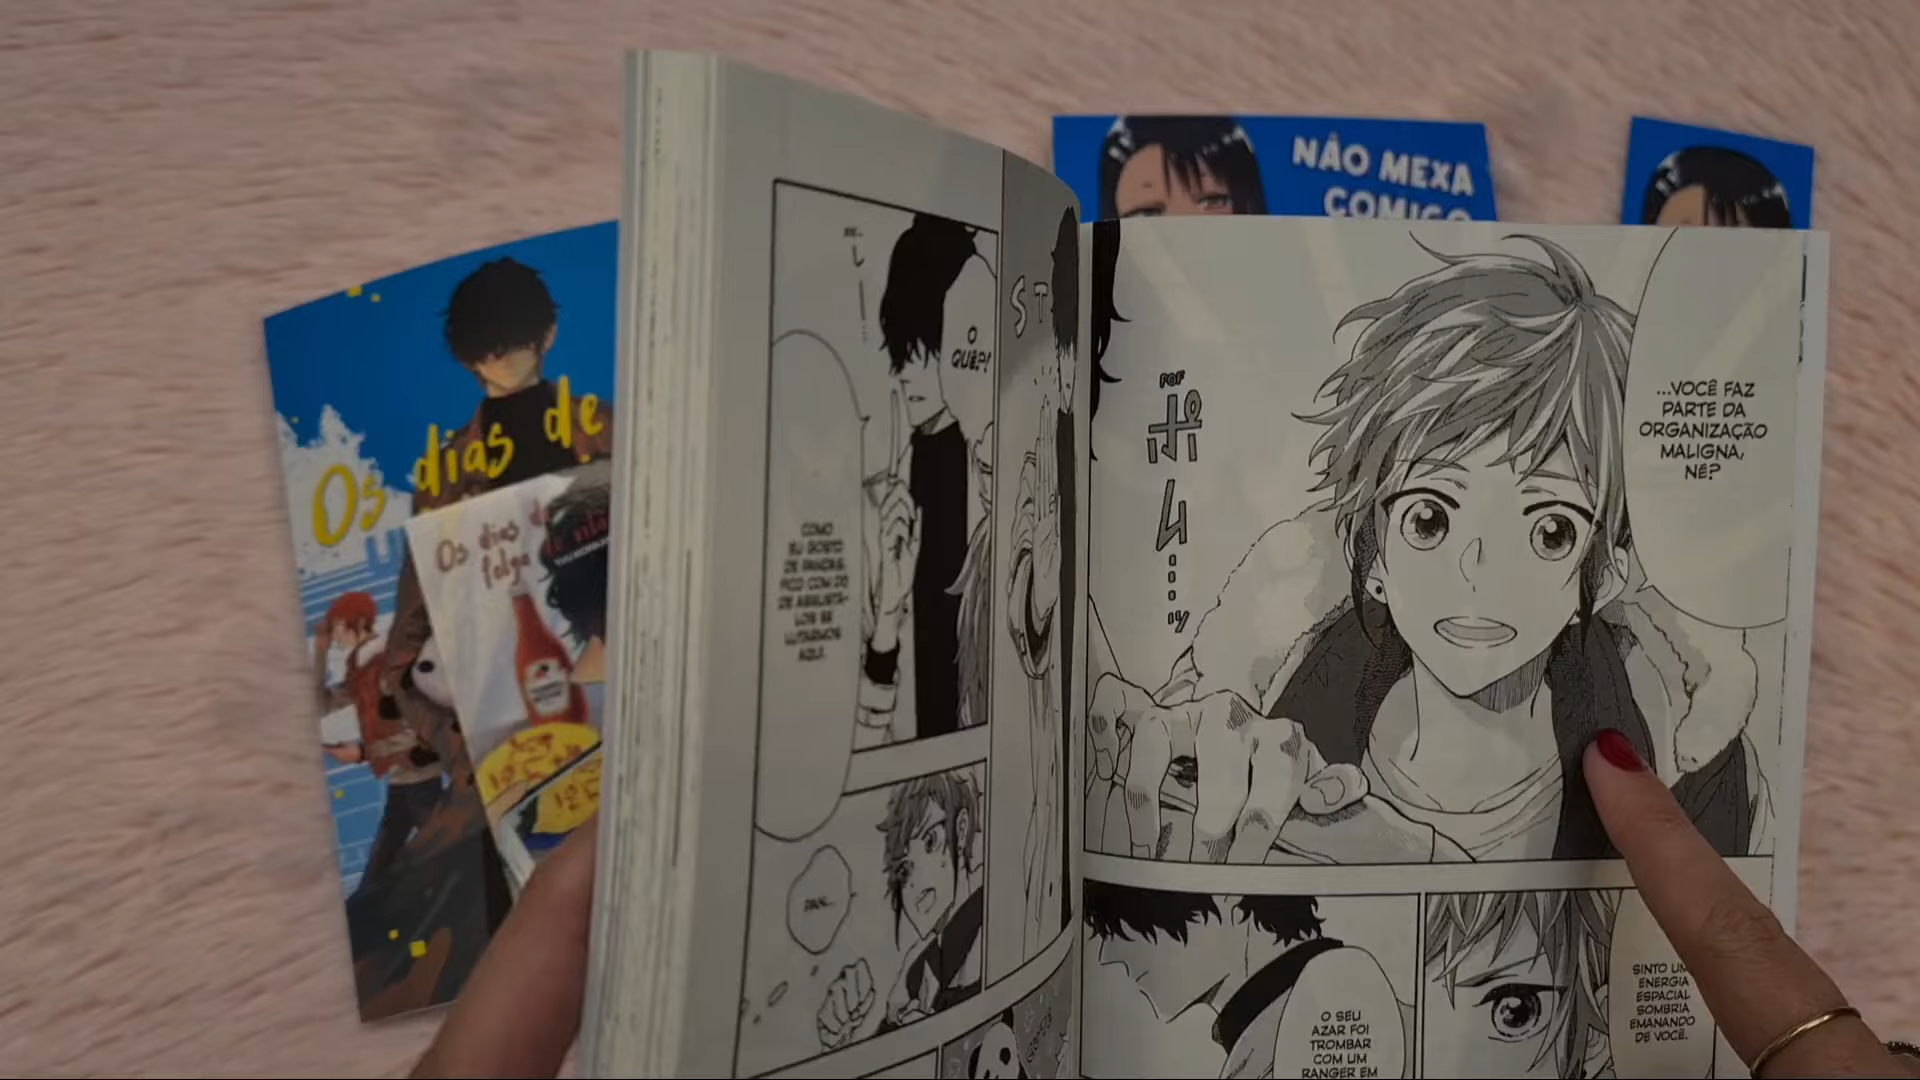 NÃO MEXA
COMIGO
Os dias de
Os dias de
folga
...VOCÊ FAZ
PARTE DA
ORGANIZAÇÃO
MALIGNA,
NÉ?
POF
ポム
O SEU
AZAR FOI
TROMBAR
COM UM
RANGER EM
SINTO UMA
ENERGIA
ESPACIAL
SOMBRIA
EMANANDO
DE VOCÊ.
O
QUÊ?!
ST
COMO
EU GOSTO
DE PANDAS,
FICO COM DÓ
DE ASSUSTÁ-
LOS SE
LUTARMOS
AQUI.